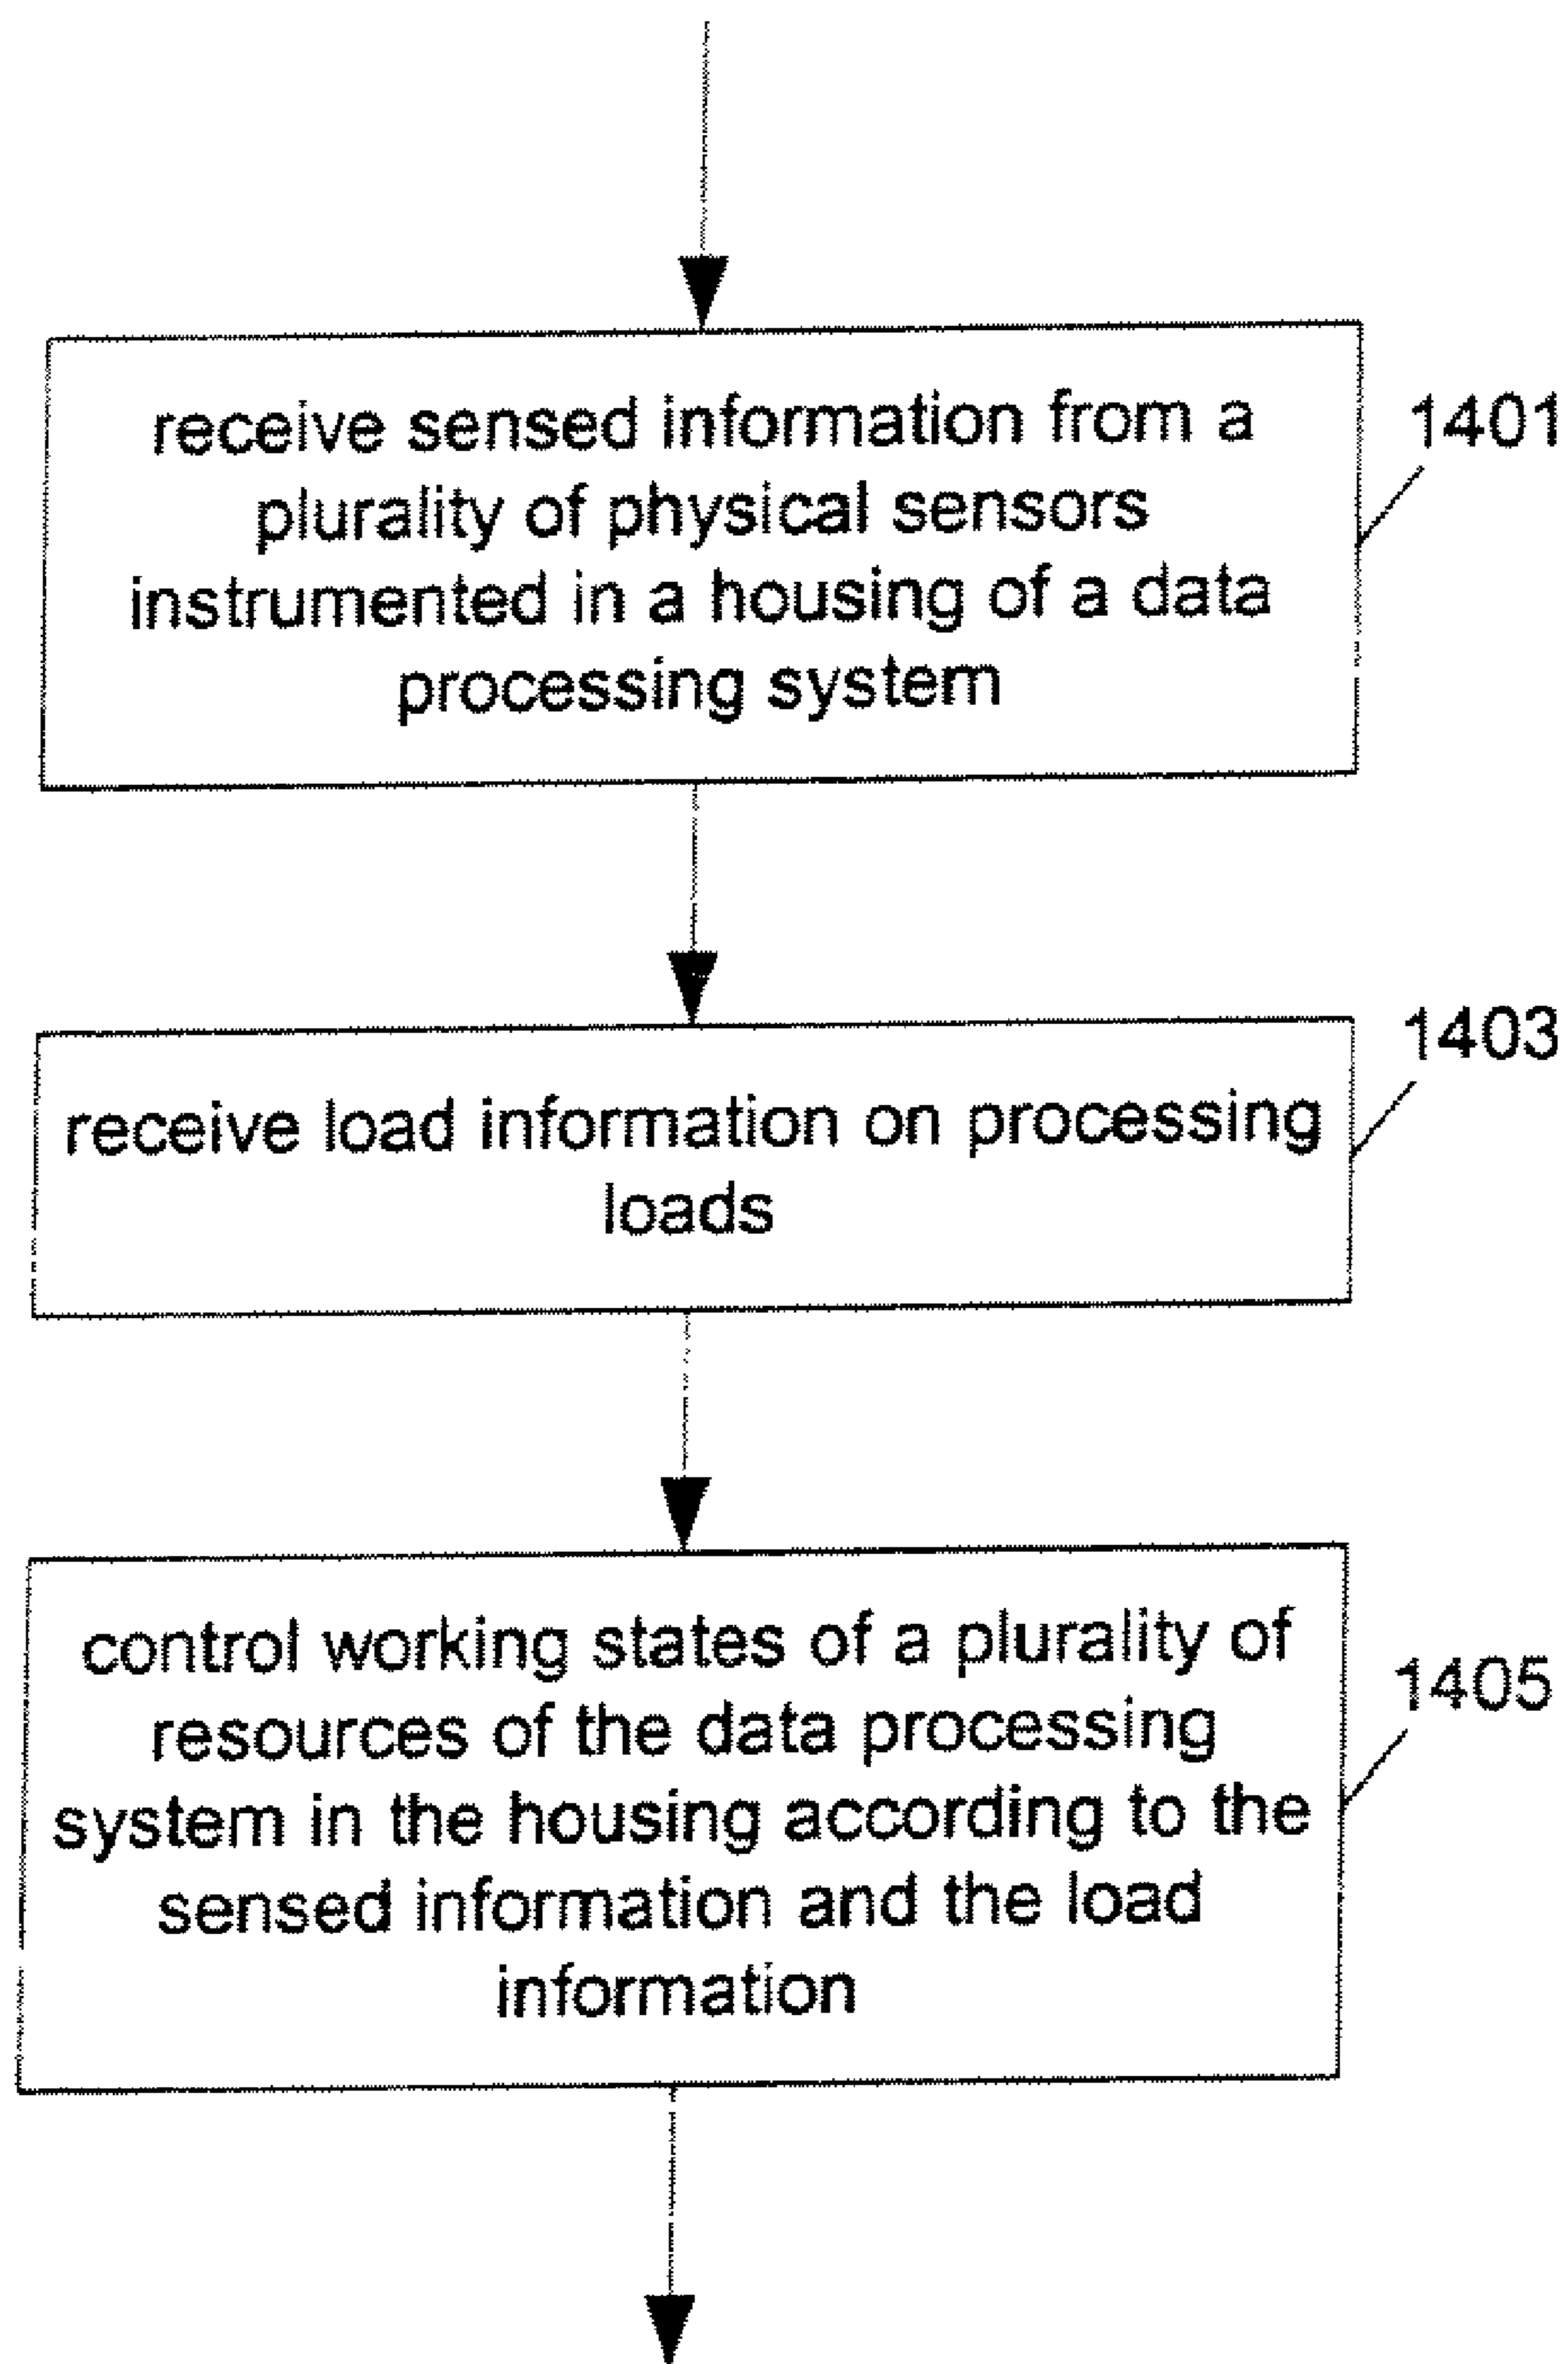 receive sensed information from a
plurality of physical sensors
instrumented in a housing of a data
processing system
1401
receive load information on processing
loads
1403
control working states of a plurality of
resources of the data processing
system in the housing according to the
sensed information and the load
information
1405